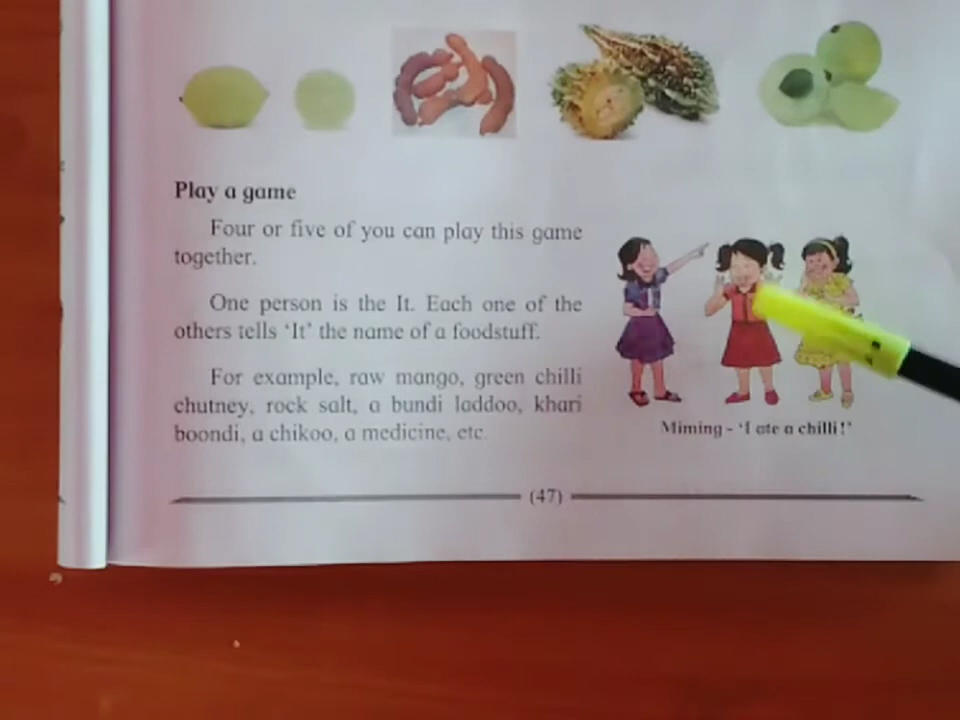 Play a game
Four or five of you can play this game
together.
One person is the It. Each one of the
others tells ‘It’ the name of a foodstuff.
For example, raw mango, green chilli
chutney, rock salt, a bundi laddoo, khari
boondi, a chikoo, a medicine, etc.
Miming - ‘I ate a chilli!’
(47)